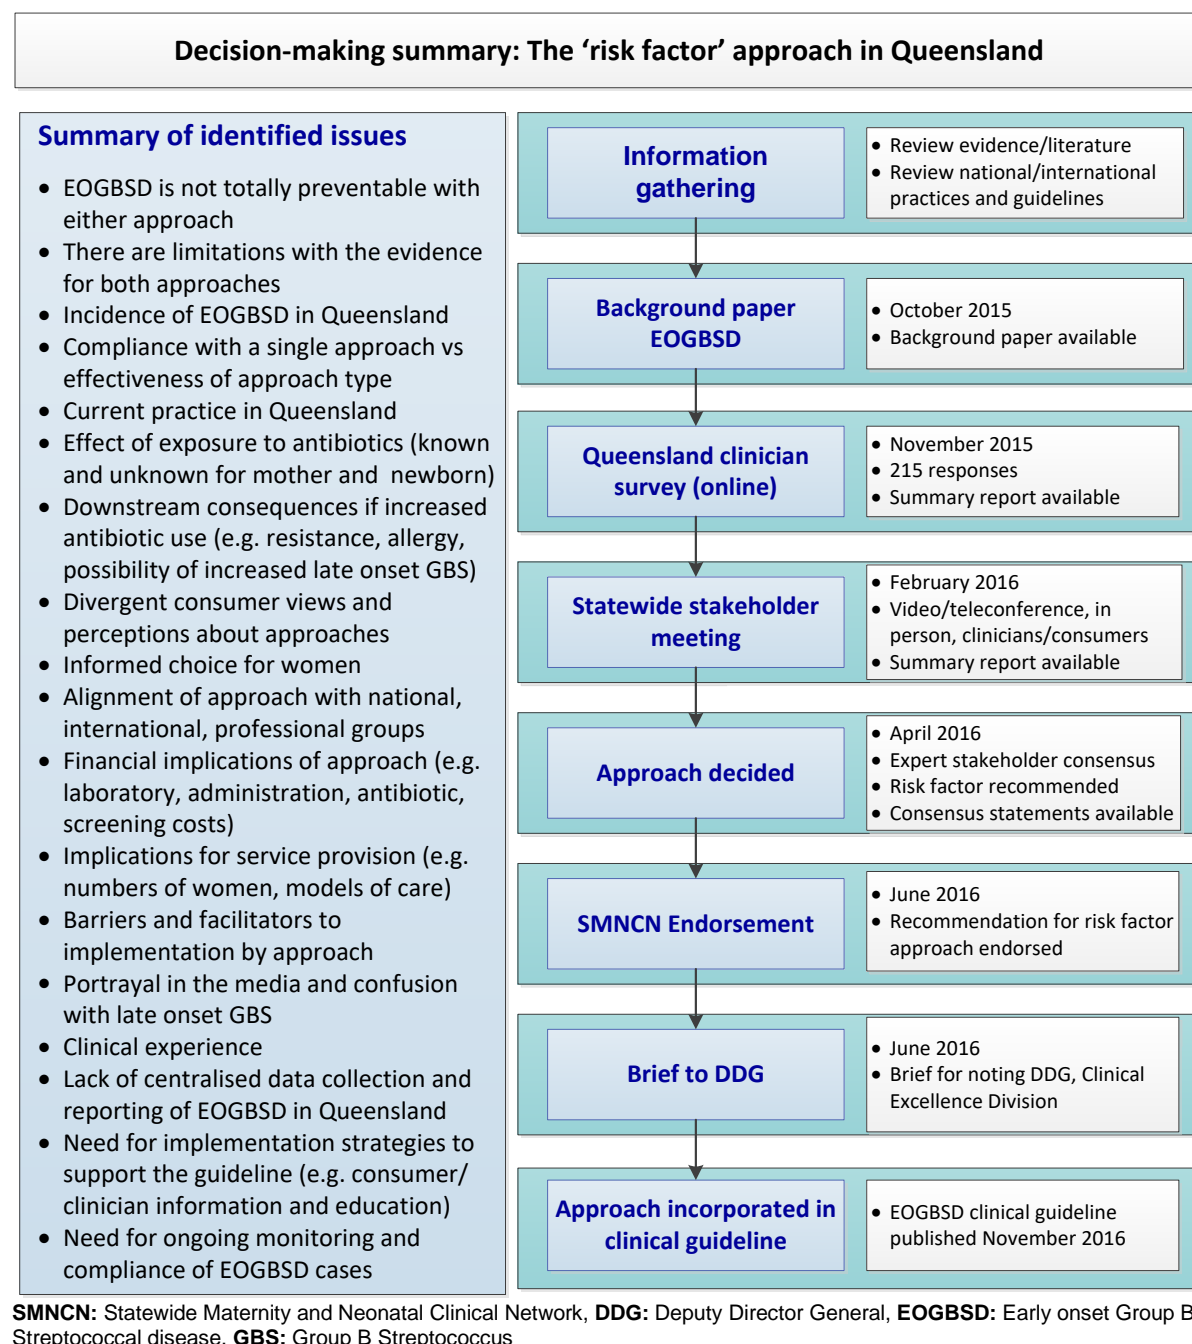 Decision-making summary: The ‘risk factor’ approach in Queensland
Summary of identified issues
• EOGBSD is not totally preventable with
either approach
• There are limitations with the evidence
for both approaches
• Incidence of EOGBSD in Queensland
• Compliance with a single approach vs
effectiveness of approach type
• Current practice in Queensland
• Effect of exposure to antibiotics (known
and unknown for mother and newborn)
• Downstream consequences if increased
antibiotic use (e.g. resistance, allergy,
possibility of increased late onset GBS)
• Divergent consumer views and
perceptions about approaches
• Informed choice for women
• Alignment of approach with national,
international, professional groups
• Financial implications of approach (e.g.
laboratory, administration, antibiotic,
screening costs)
• Implications for service provision (e.g.
numbers of women, models of care)
• Barriers and facilitators to
implementation by approach
• Portrayal in the media and confusion
with late onset GBS
• Clinical experience
• Lack of centralised data collection and
reporting of EOGBSD in Queensland
• Need for implementation strategies to
support the guideline (e.g. consumer/
clinician information and education)
• Need for ongoing monitoring and
compliance of EOGBSD cases
Information
gathering
• Review evidence/literature
• Review national/international
practices and guidelines
Background paper
EOGBSD
• October 2015
• Background paper available
Queensland clinician
survey (online)
• November 2015
• 215 responses
• Summary report available
Statewide stakeholder
meeting
• February 2016
• Video/teleconference, in
person, clinicians/consumers
• Summary report available
Approach decided
• April 2016
• Expert stakeholder consensus
• Risk factor recommended
• Consensus statements available
SMNCN Endorsement
• June 2016
• Recommendation for risk factor
approach endorsed
Brief to DDG
• June 2016
• Brief for noting DDG, Clinical
Excellence Division
Approach incorporated in
clinical guideline
• EOGBSD clinical guideline
published November 2016
SMNCN: Statewide Maternity and Neonatal Clinical Network, DDG: Deputy Director General, EOGBSD: Early onset Group B
Streptococcal disease, GBS: Group B Streptococcus